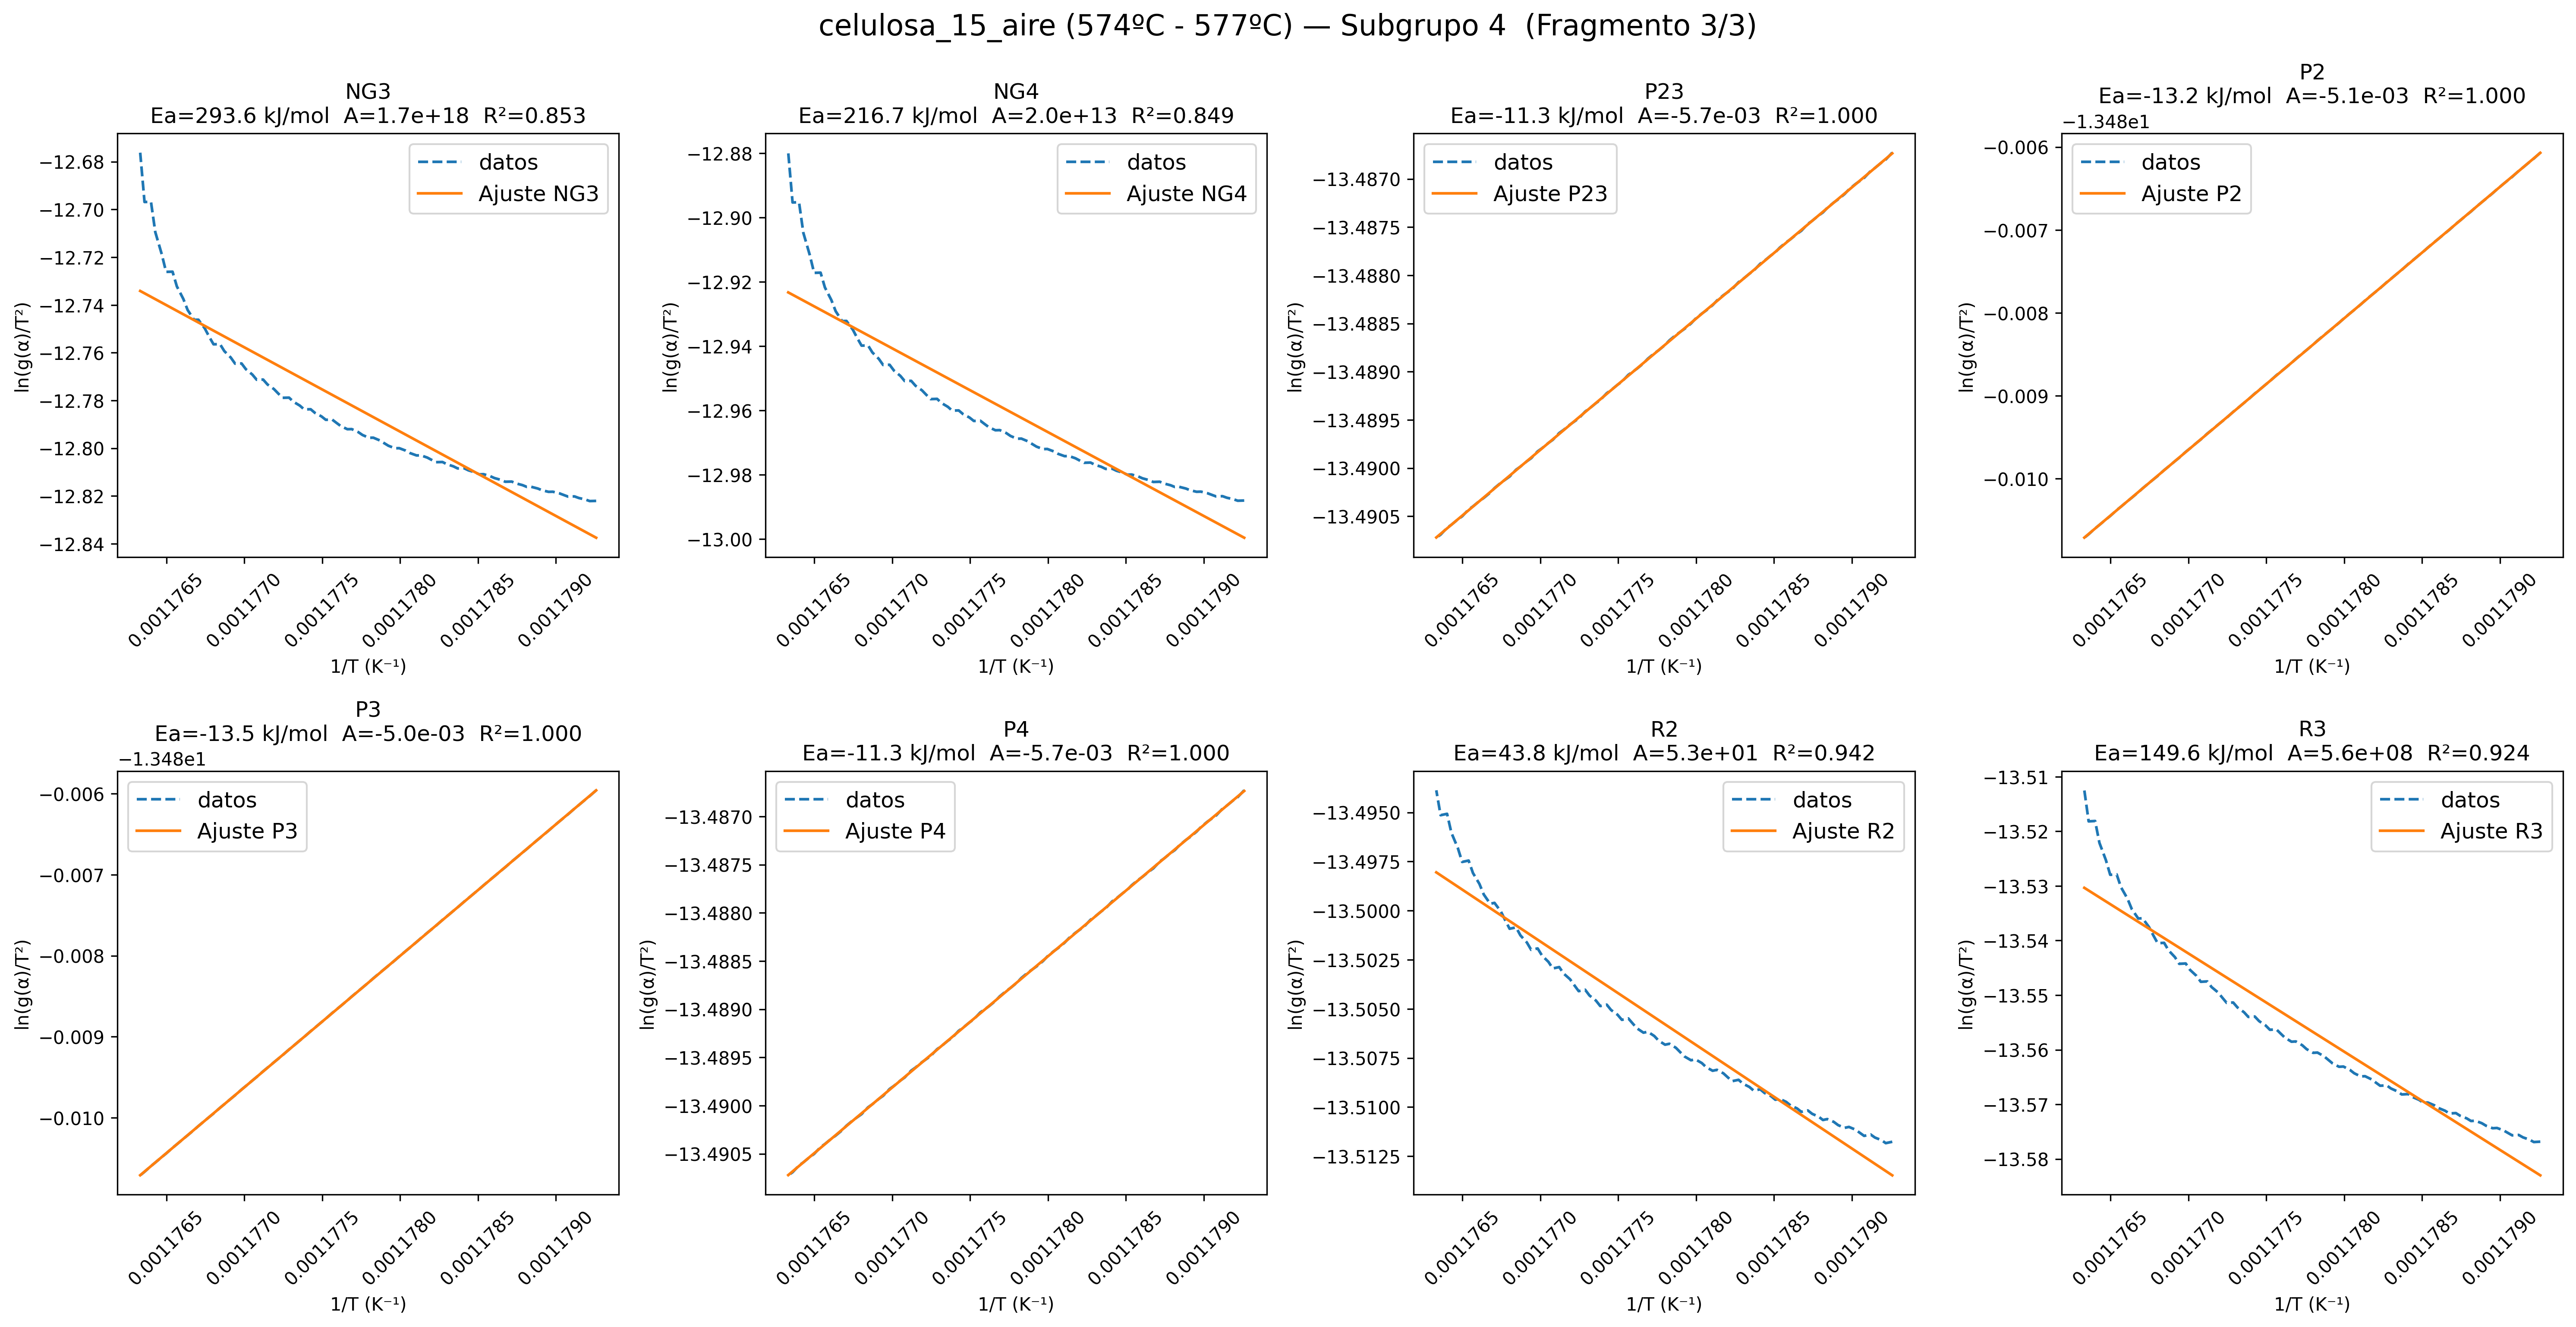 celulosa_15_aire (574ºC - 577ºC) — Subgrupo 4  (Fragmento 3/3)
NG3
Ea=293.6 kJ/mol  A=1.7e+18  R²=0.853
−12.68
−12.70
−12.72
−12.74
−12.76
−12.78
−12.80
−12.82
−12.84
ln(g(α)/T²)
datos
Ajuste NG3
0.0011765
0.0011770
0.0011775
0.0011780
0.0011785
0.0011790
1/T (K⁻¹)
NG4
Ea=216.7 kJ/mol  A=2.0e+13  R²=0.849
−12.88
−12.90
−12.92
−12.94
−12.96
−12.98
−13.00
ln(g(α)/T²)
datos
Ajuste NG4
0.0011765
0.0011770
0.0011775
0.0011780
0.0011785
0.0011790
1/T (K⁻¹)
P23
Ea=-11.3 kJ/mol  A=-5.7e-03  R²=1.000
−13.4870
−13.4875
−13.4880
−13.4885
−13.4890
−13.4895
−13.4900
−13.4905
ln(g(α)/T²)
datos
Ajuste P23
0.0011765
0.0011770
0.0011775
0.0011780
0.0011785
0.0011790
1/T (K⁻¹)
P2
Ea=-13.2 kJ/mol  A=-5.1e-03  R²=1.000
−1.348e1
−0.006
−0.007
−0.008
−0.009
−0.010
ln(g(α)/T²)
datos
Ajuste P2
0.0011765
0.0011770
0.0011775
0.0011780
0.0011785
0.0011790
1/T (K⁻¹)
P3
Ea=-13.5 kJ/mol  A=-5.0e-03  R²=1.000
−1.348e1
−0.006
−0.007
−0.008
−0.009
−0.010
ln(g(α)/T²)
datos
Ajuste P3
0.0011765
0.0011770
0.0011775
0.0011780
0.0011785
0.0011790
1/T (K⁻¹)
P4
Ea=-11.3 kJ/mol  A=-5.7e-03  R²=1.000
−13.4870
−13.4875
−13.4880
−13.4885
−13.4890
−13.4895
−13.4900
−13.4905
ln(g(α)/T²)
datos
Ajuste P4
0.0011765
0.0011770
0.0011775
0.0011780
0.0011785
0.0011790
1/T (K⁻¹)
R2
Ea=43.8 kJ/mol  A=5.3e+01  R²=0.942
−13.4950
−13.4975
−13.5000
−13.5025
−13.5050
−13.5075
−13.5100
−13.5125
ln(g(α)/T²)
datos
Ajuste R2
0.0011765
0.0011770
0.0011775
0.0011780
0.0011785
0.0011790
1/T (K⁻¹)
R3
Ea=149.6 kJ/mol  A=5.6e+08  R²=0.924
−13.51
−13.52
−13.53
−13.54
−13.55
−13.56
−13.57
−13.58
ln(g(α)/T²)
datos
Ajuste R3
0.0011765
0.0011770
0.0011775
0.0011780
0.0011785
0.0011790
1/T (K⁻¹)